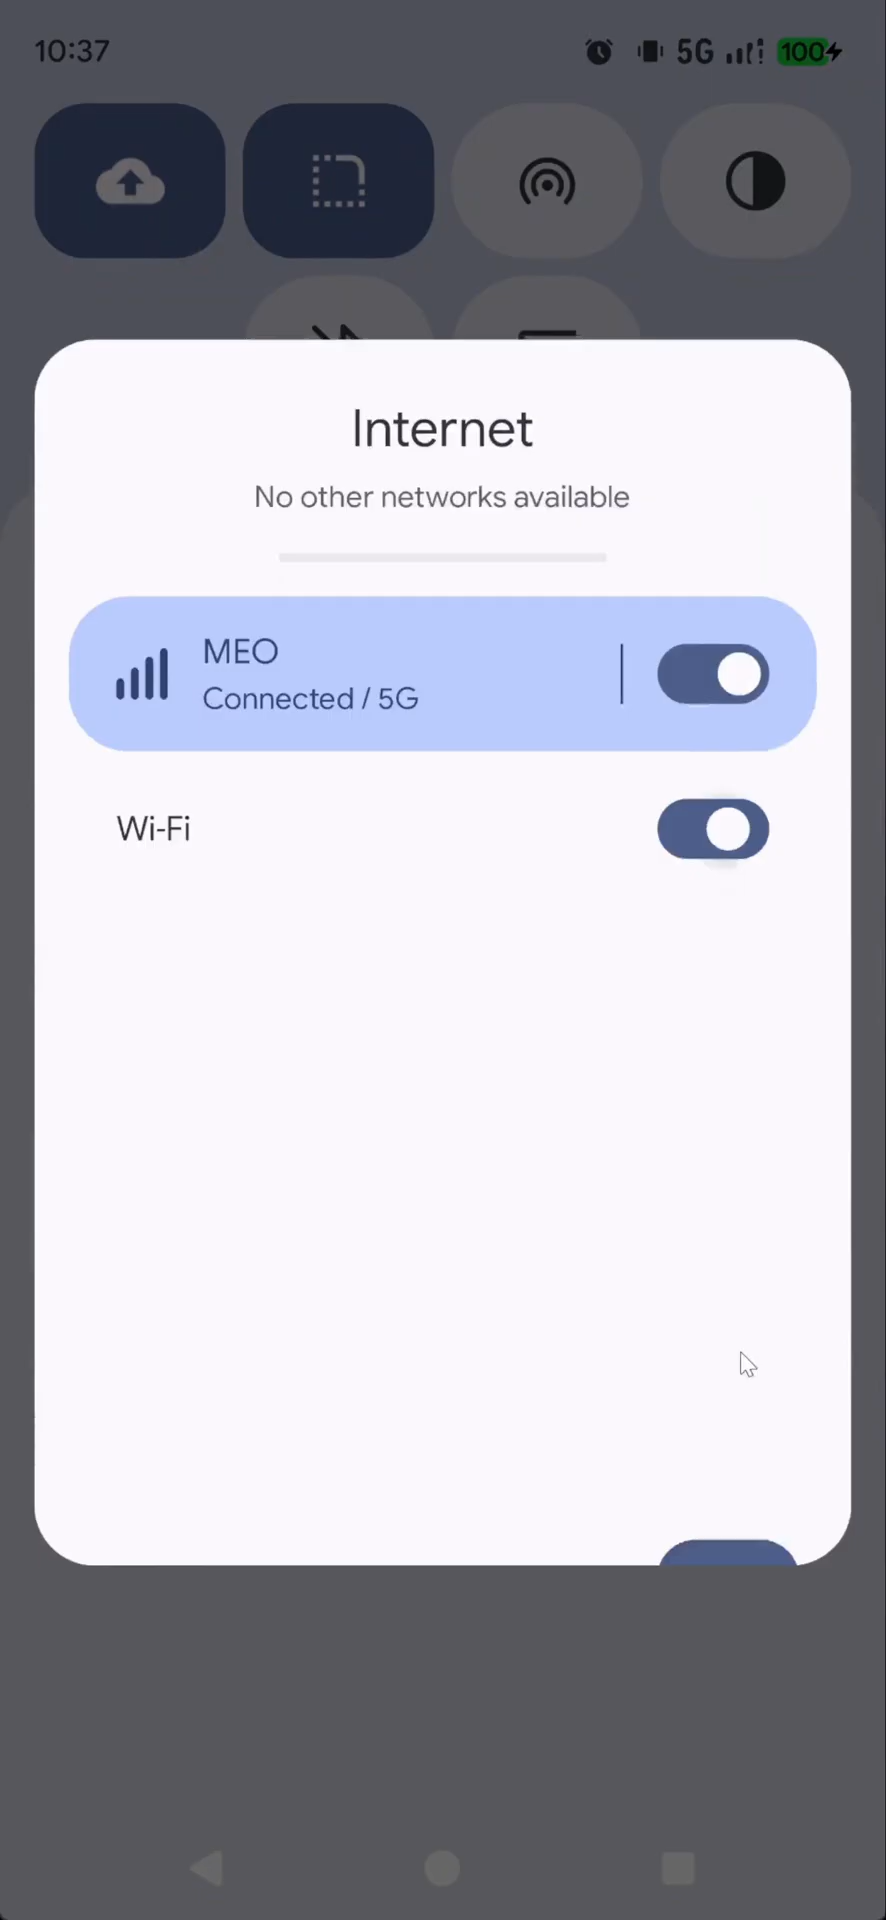 10:37
5G
100
Internet
No other networks available
MEO
Connected / 5G
Wi-Fi